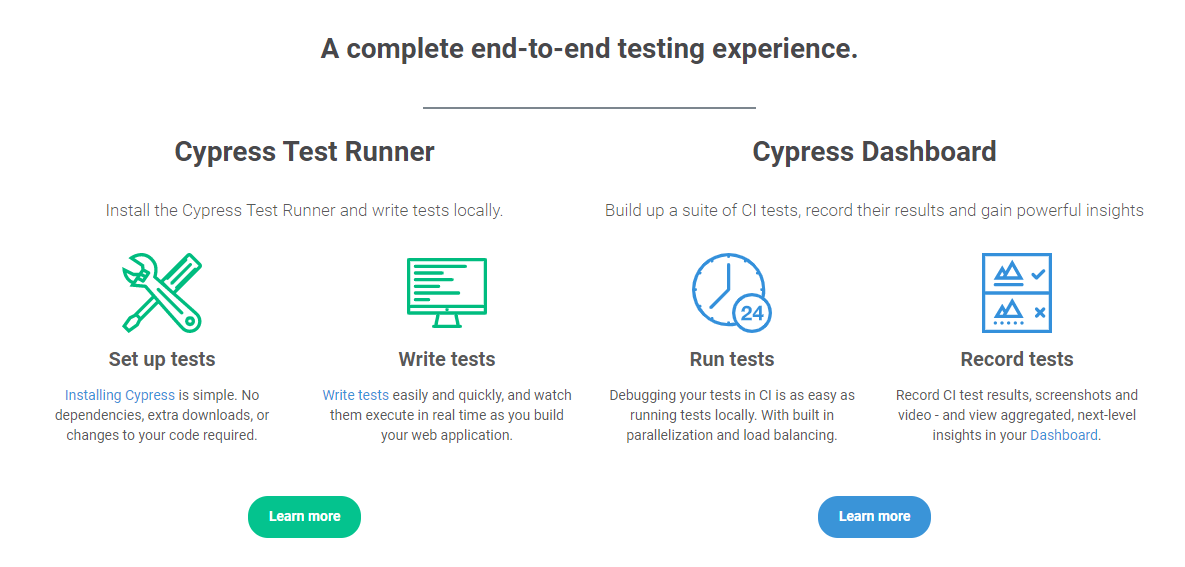 A complete end-to-end testing experience.
Cypress Test Runner
Install the Cypress Test Runner and write tests locally.
Set up tests
Installing Cypress is simple. No
dependencies, extra downloads, or
changes to your code required.
Write tests
Write tests easily and quickly, and watch
them execute in real time as you build
your web application.
Learn more
Cypress Dashboard
Build up a suite of CI tests, record their results and gain powerful insights
24
Run tests
Debugging your tests in CI is as easy as
running tests locally. With built in
parallelization and load balancing.
Record tests
Record CI test results, screenshots and
video - and view aggregated, next-level
insights in your Dashboard.
Learn more